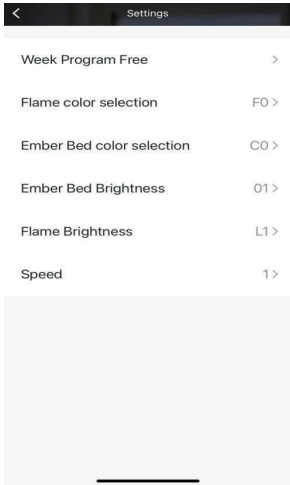 Settings
Week Program Free >
Flame color selection F0 >
Ember Bed color selection C0 >
Ember Bed Brightness 01 >
Flame Brightness L1 >
Speed 1 >